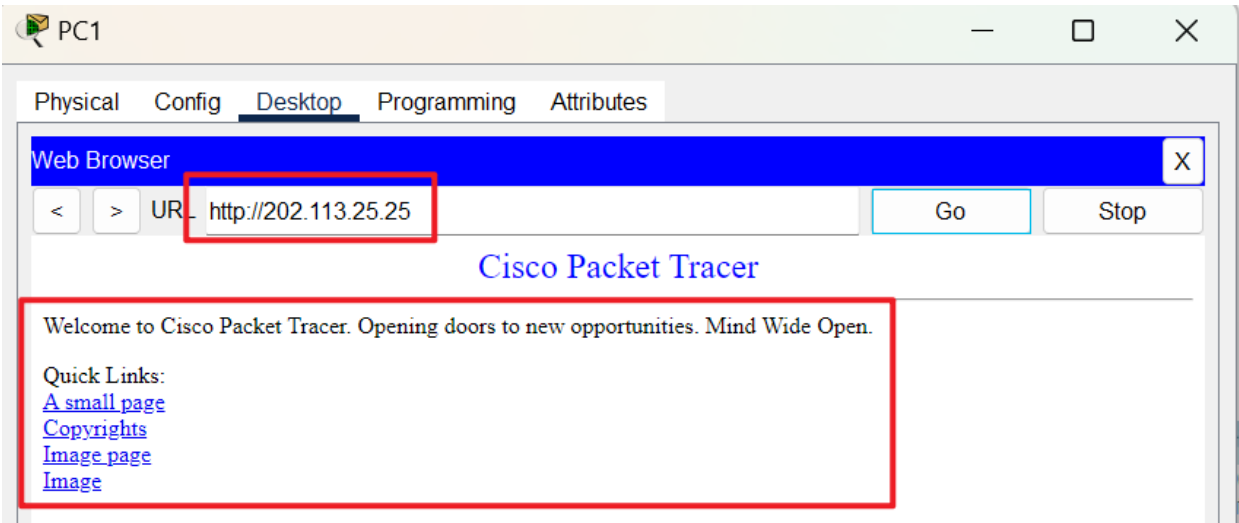 PC1
Physical Config Desktop Programming Attributes
Web Browser X
< > URL http://202.113.25.25 Go Stop
Cisco Packet Tracer
Welcome to Cisco Packet Tracer. Opening doors to new opportunities. Mind Wide Open.
Quick Links:
A small page
Copyrights
Image page
Image